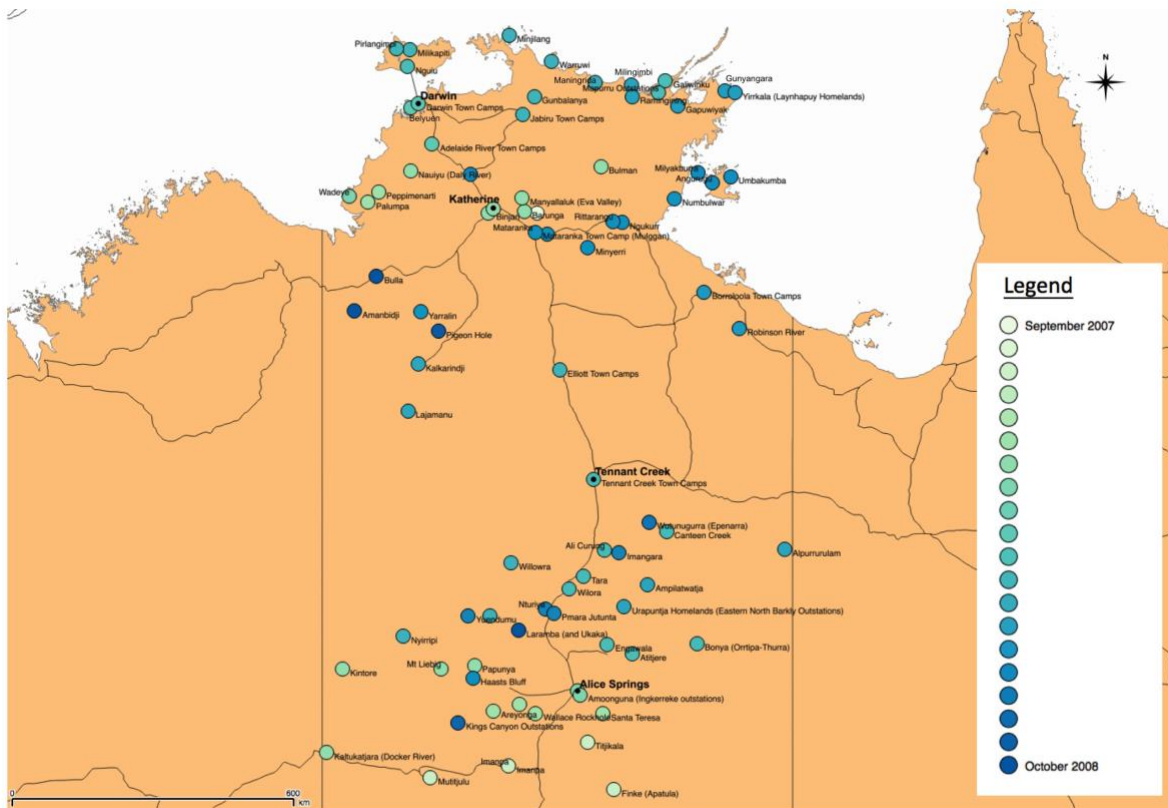 Minjilang
N
Pirlangimpi
Milikapiti
Warruwi
Nguiu
Maningrida
Milingimbi
Mapurru Outstations
Galiwinku
Gunyangara
Yirrkala (Laynhapuy Homelands)
Ramingining
Gapuwiyak
Darwin
Darwin Town Camps
Belyuen
Gunbalanya
Jabiru Town Camps
Adelaide River Town Camps
Nauiyu (Daly River)
Bulman
Milyakburra
Angurugu
Umbakumba
Wadeye
Peppimenarti
Palumpa
Manyallaluk (Eva Valley)
Numbulwar
Katherine
Binjari
Barunga
Rittarangu
Ngukurr
Mataranka
Mataranka Town Camp (Mulggan)
Minyerri
Bulla
Borroloola Town Camps
Amanbidji
Yarralin
Pigeon Hole
Robinson River
Kalkarindji
Elliott Town Camps
Lajamanu
Tennant Creek
Tennant Creek Town Camps
Wutunugurra (Epenarra)
Canteen Creek
Ali Curung
Imangara
Alpurrurulam
Willowra
Tara
Wilora
Ampilatwatja
Nturiya
Pmara Jutunta
Urapuntja Homelands (Eastern North Barkly Outstations)
Yuendumu
Laramba (and Ukaka)
Nyirripi
Engawala
Atitjere
Bonya (Orrtipa-Thurra)
Kintore
Mt Liebig
Papunya
Haasts Bluff
Alice Springs
Amoonguna (Ingkerreke outstations)
Areyonga
Wallace Rockhole
Santa Teresa
Kings Canyon Outstations
Titjikala
Kaltukatjara (Docker River)
Imanpa
Imanpa
Mutitjulu
Finke (Apatula)
0
600
km
Legend
September 2007
October 2008